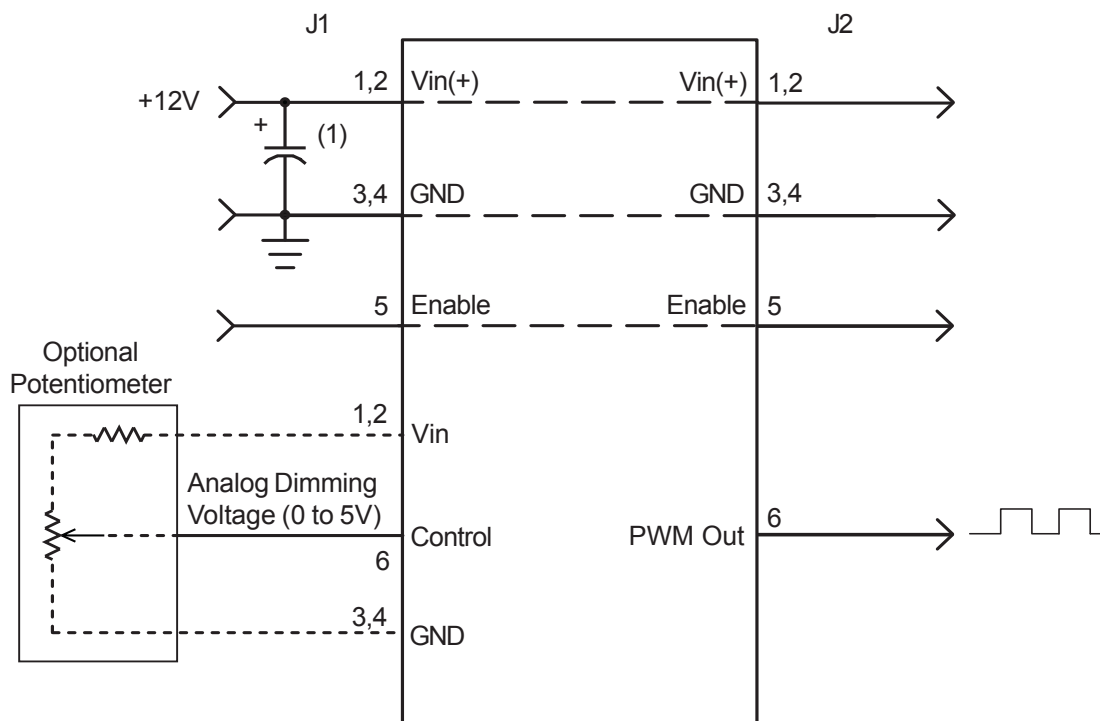 J1
J2
+12V
1,2
Vin(+)
Vin(+)
1,2
+
(1)
3,4
GND
GND
3,4
5
Enable
Enable
5
Optional
Potentiometer
1,2
Vin
Analog Dimming
Voltage (0 to 5V)
Control
6
PWM Out
6
3,4
GND